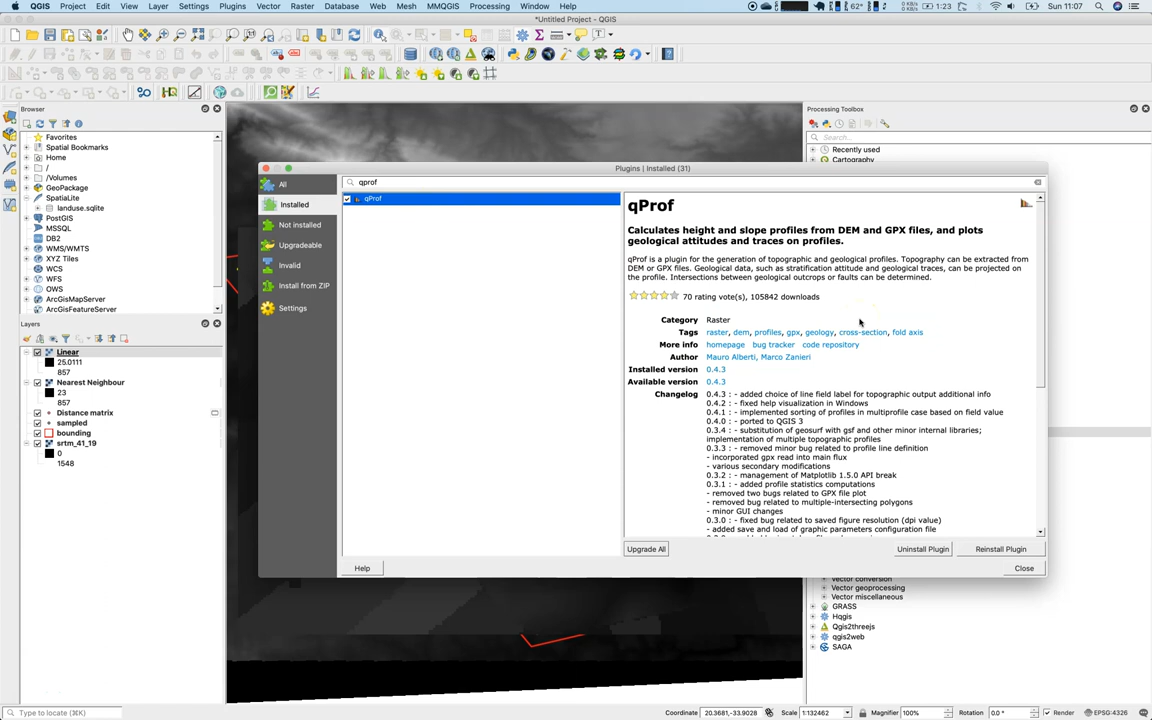 QGIS Project Edit View Layer Settings Plugins Vector Raster Database Web Mesh MMQGIS Processing Window Help 62° 1:23 Sun 11:07
*Untitled Project - QGIS
Browser
Favorites
Spatial Bookmarks
Home
/
/Volumes
GeoPackage
SpatiaLite
landuse.sqlite
PostGIS
MSSQL
DB2
WMS/WMTS
XYZ Tiles
WCS
WFS
OWS
ArcGisMapServer
ArcGisFeatureServer
Layers
Linear
25.0111
857
Nearest Neighbour
23
857
Distance matrix
sampled
bounding
srtm_41_19
0
1548
Plugins | Installed (31)
All
Installed
Not installed
Upgradeable
Invalid
Install from ZIP
Settings
qprof
qProf
qProf
Calculates height and slope profiles from DEM and GPX files, and plots
geological attitudes and traces on profiles.
qProf is a plugin for the generation of topographic and geological profiles. Topography can be extracted from
DEM or GPX files. Geological data, such as stratification attitude and geological traces, can be projected on
the profile. Intersections between geological outcrops or faults can be determined.
70 rating vote(s), 105842 downloads
Category Raster
Tags raster, dem, profiles, gpx, geology, cross-section, fold axis
More info homepage bug tracker code repository
Author Mauro Alberti, Marco Zanieri
Installed version 0.4.3
Available version 0.4.3
Changelog 0.4.3 : - added choice of line field label for topographic output additional info
0.4.2 : - fixed help visualization in Windows
0.4.1 : - implemented sorting of profiles in multiprofile case based on field value
0.4.0 : - ported to QGIS 3
0.3.4 : - substitution of geosurf with gsf and other minor internal libraries;
implementation of multiple topographic profiles
0.3.3 : - removed minor bug related to profile line definition
- incorporated gpx read into main flux
- various secondary modifications
0.3.2 : - management of Matplotlib 1.5.0 API break
0.3.1 : - added profile statistics computations
- removed two bugs related to GPX file plot
- removed bug related to multiple-intersecting polygons
- minor GUI changes
0.3.0 : - fixed bug related to saved figure resolution (dpi value)
- added save and load of graphic parameters configuration file
Upgrade All
Uninstall Plugin
Reinstall Plugin
Help
Close
Processing Toolbox
Search...
Recently used
Cartography
Vector conversion
Vector geoprocessing
Vector miscellaneous
GRASS
Hqgis
Qgis2threejs
qgis2web
SAGA
Type to locate (⌘K)
Coordinate 20.3681,-33.9028 Scale 1:132462 Magnifier 100% Rotation 0.0 ° Render EPSG:4326